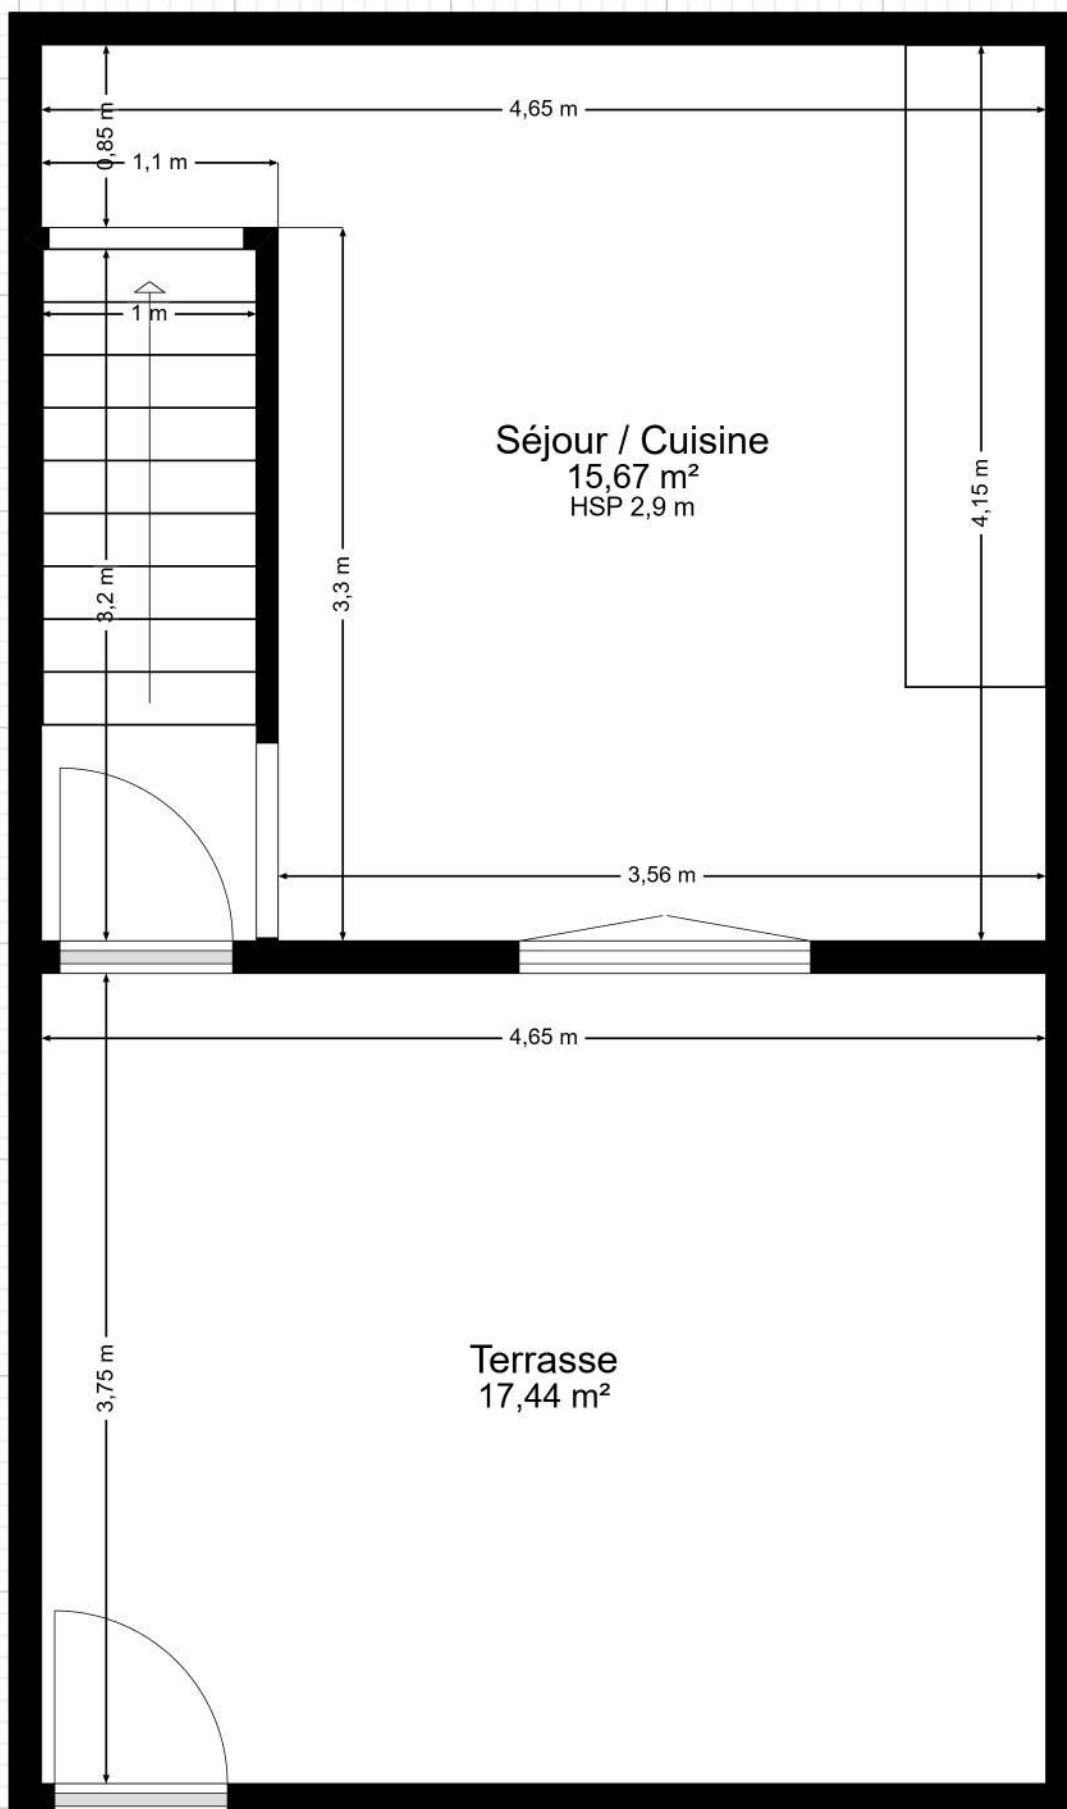 4,65 m
0,85 m
1,1 m
1 m
Séjour / Cuisine
15,67 m²
HSP 2,9 m
4,15 m
3,2 m
3,3 m
3,56 m
4,65 m
Terrasse
17,44 m²
3,75 m